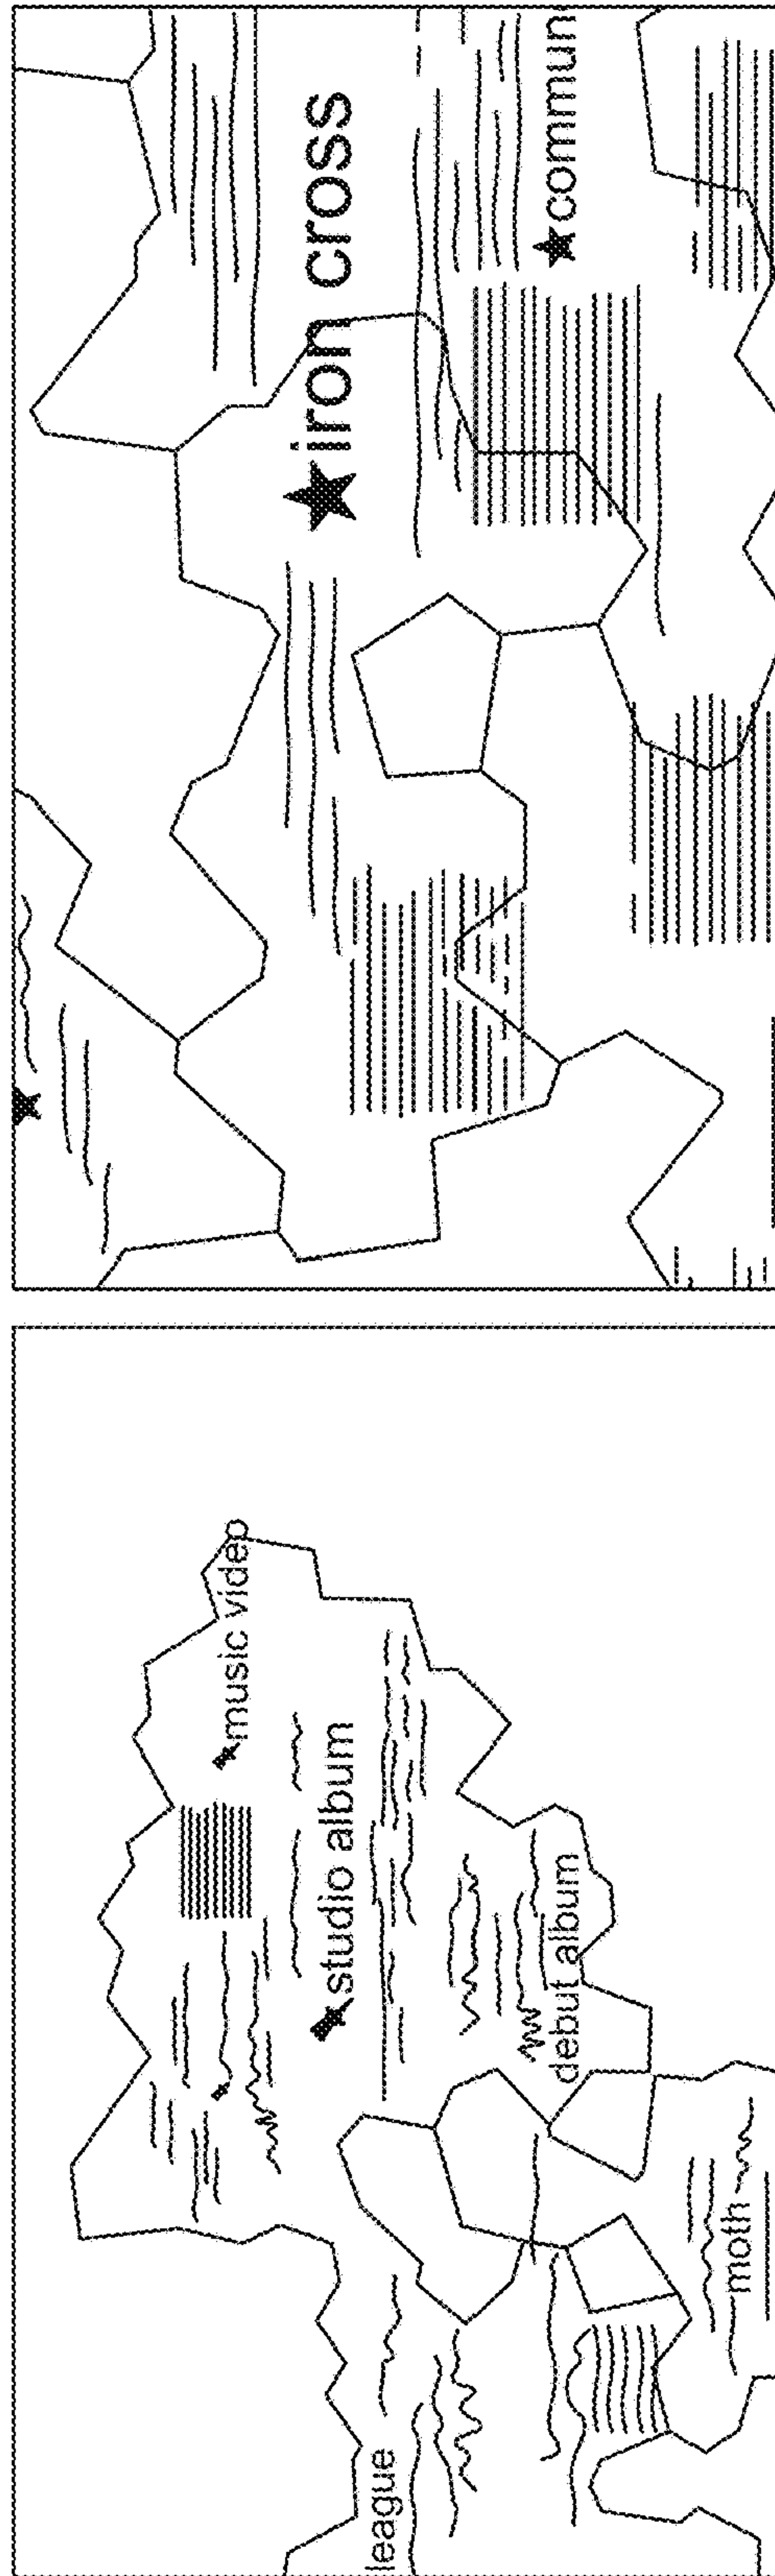 music video
studio album
league
debut album
moth
iron cross
commun